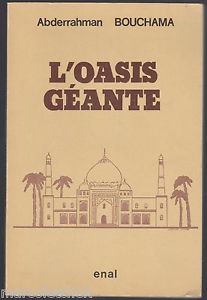 Abderrahman BOUCHAMA
L'OASIS
GÉANTE
enal